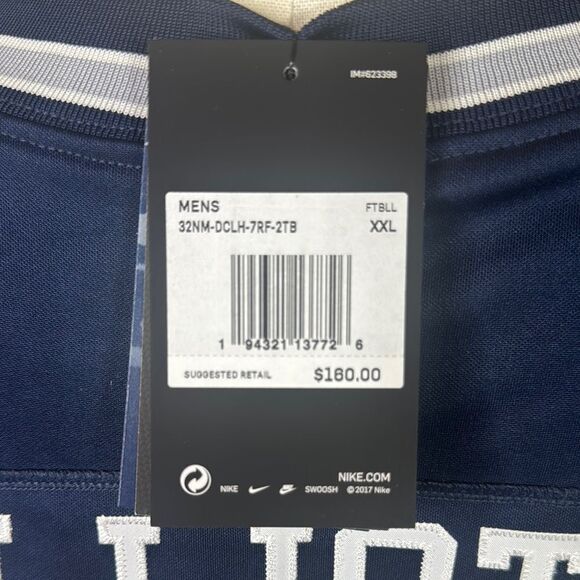 IM#623398
MENS FTBLL
32NM-DCLH-7RF-2TB XXL
1 94321 13772 6
SUGGESTED RETAIL $160.00
NIKE.COM
NIKE SWOOSH © 2017 Nike